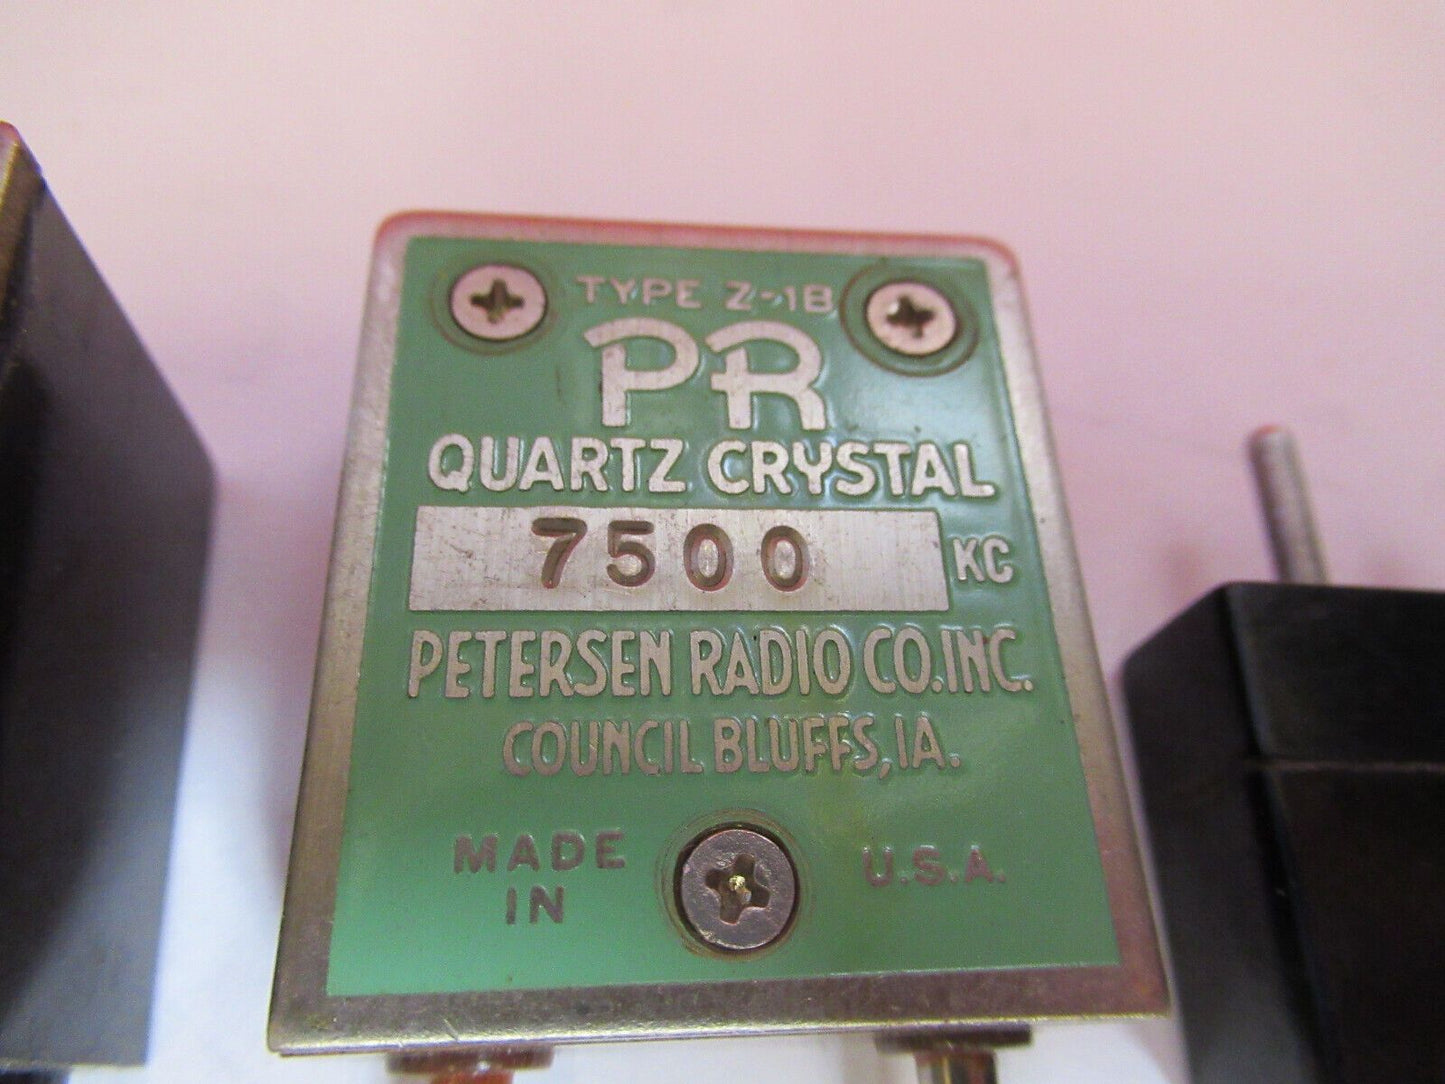 TYPE Z-1B
PR
QUARTZ CRYSTAL
7500 KC
PETERSEN RADIO CO. INC.
COUNCIL BLUFFS, IA.
MADE IN U.S.A.